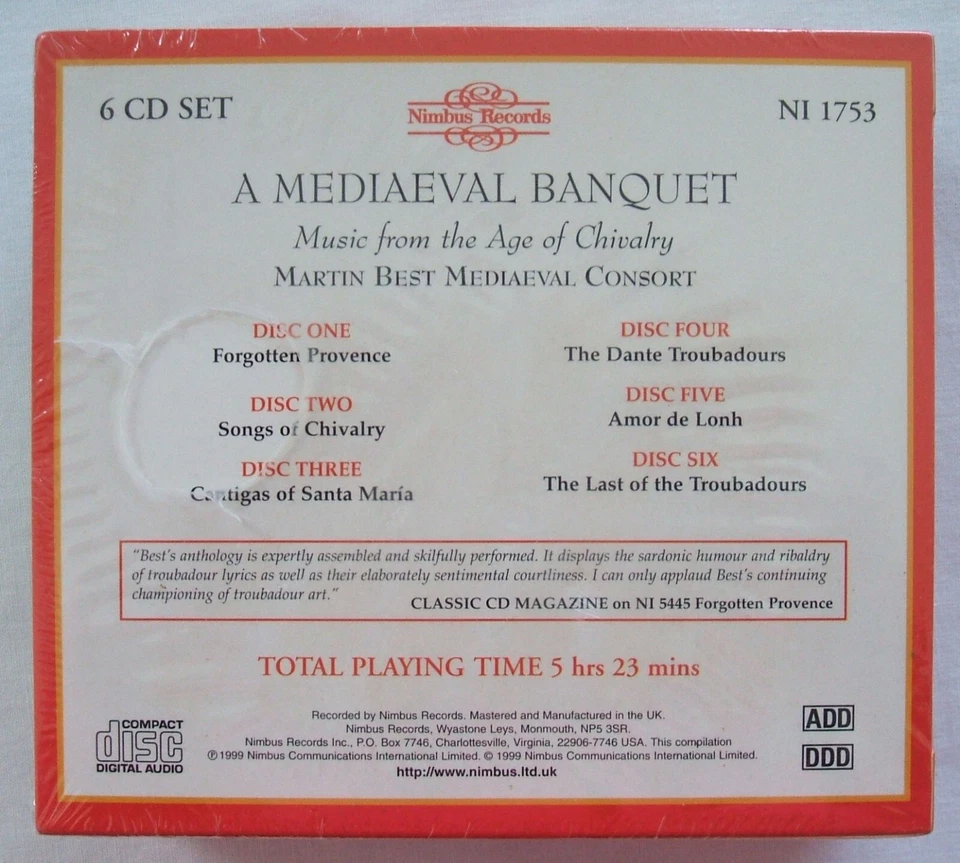 6 CD SET
Nimbus Records
NI 1753
A MEDIAEVAL BANQUET
Music from the Age of Chivalry
MARTIN BEST MEDIAEVAL CONSORT
DISC ONE
Forgotten Provence
DISC TWO
Songs of Chivalry
DISC THREE
Cantigas of Santa María
DISC FOUR
The Dante Troubadours
DISC FIVE
Amor de Lonh
DISC SIX
The Last of the Troubadours
"Best's anthology is expertly assembled and skilfully performed. It displays the sardonic humour and ribaldry
of troubadour lyrics as well as their elaborately sentimental courtliness. I can only applaud Best's continuing
championing of troubadour art."
CLASSIC CD MAGAZINE on NI 5445 Forgotten Provence
TOTAL PLAYING TIME 5 hrs 23 mins
COMPACT
disc
DIGITAL AUDIO
Recorded by Nimbus Records. Mastered and Manufactured in the UK.
Nimbus Records, Wyastone Leys, Monmouth, NP5 3SR.
Nimbus Records Inc., P.O. Box 7746, Charlottesville, Virginia, 22906-7746 USA. This compilation
℗ 1999 Nimbus Communications International Limited. © 1999 Nimbus Communications International Limited.
http://www.nimbus.ltd.uk
ADD
DDD